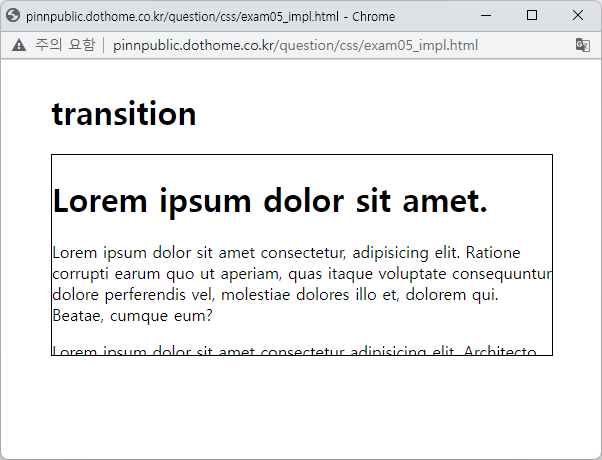 pinnpublic.dothome.co.kr/question/css/exam05_impl.html - Chrome
주의 요함
pinnpublic.dothome.co.kr/question/css/exam05_impl.html
transition
Lorem ipsum dolor sit amet.
Lorem ipsum dolor sit amet consectetur, adipisicing elit. Ratione
corrupti earum quo ut aperiam, quas itaque voluptate consequuntur
dolore perferendis vel, molestiae dolores illo et, dolorem qui.
Beatae, cumque eum?
Lorem ipsum dolor sit amet consectetur adipisicing elit. Architecto